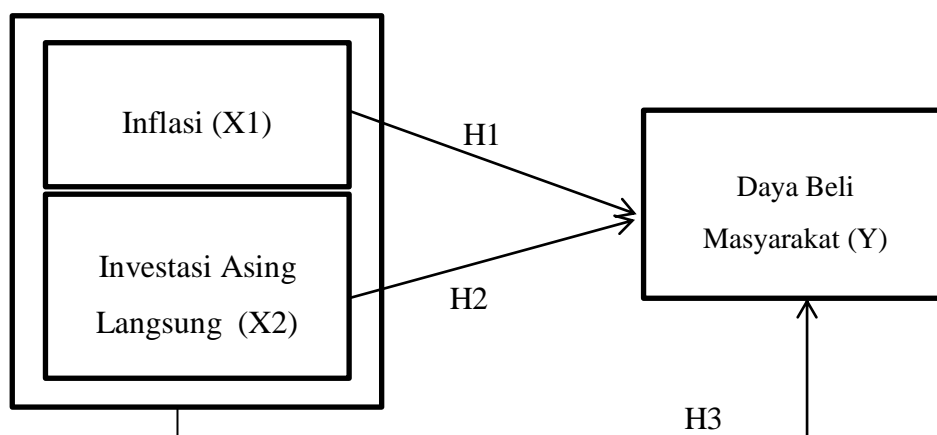 Inflasi (X1)
H1
Daya Beli
Masyarakat (Y)
Investasi Asing
Langsung (X2)
H2
H3